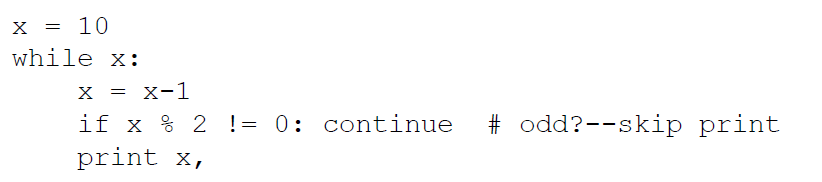 x = 10
while x:
    x = x-1
    if x % 2 != 0: continue  # odd?--skip print
    print x,